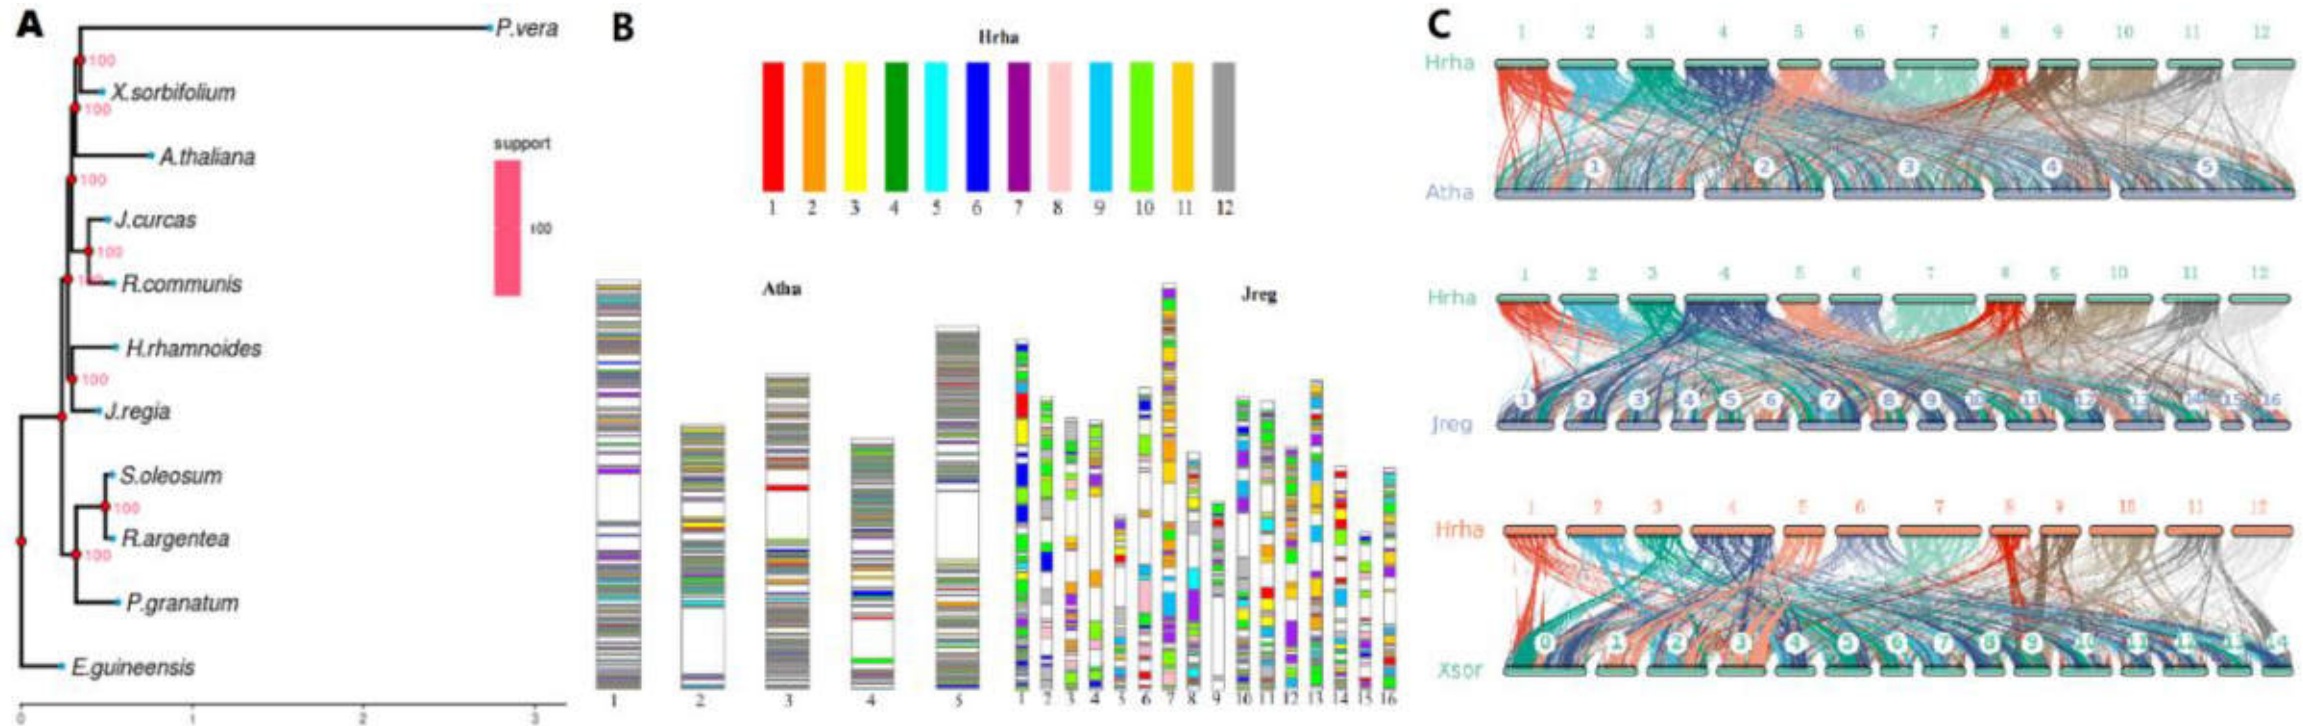 A
P.vera
100
X.sorbifolium
100
A.thaliana
100
J.curcas
100
R.communis
100
H.rhamnoides
100
J.regia
S.oleosum
100
R.argentea
100
P.granatum
E.guineensis
0 1 2 3
support
100
B
Hrha
1 2 3 4 5 6 7 8 9 10 11 12
Atha
1 2 3 4 5
Jreg
1 2 3 4 5 6 7 8 9 10 11 12 13 14 15 16
C
1 2 3 4 5 6 7 8 9 10 11 12
Hrha
1 2 3 4 5
Atha
1 2 3 4 5 6 7 8 9 10 11 12
Hrha
1 2 3 4 5 6 7 8 9 10 11 12 13 14 15 16
Jreg
1 2 3 4 5 6 7 8 9 10 11 12
Hrha
0 1 2 3 4 5 6 7 8 9 10 11 12 13 14
Xsor